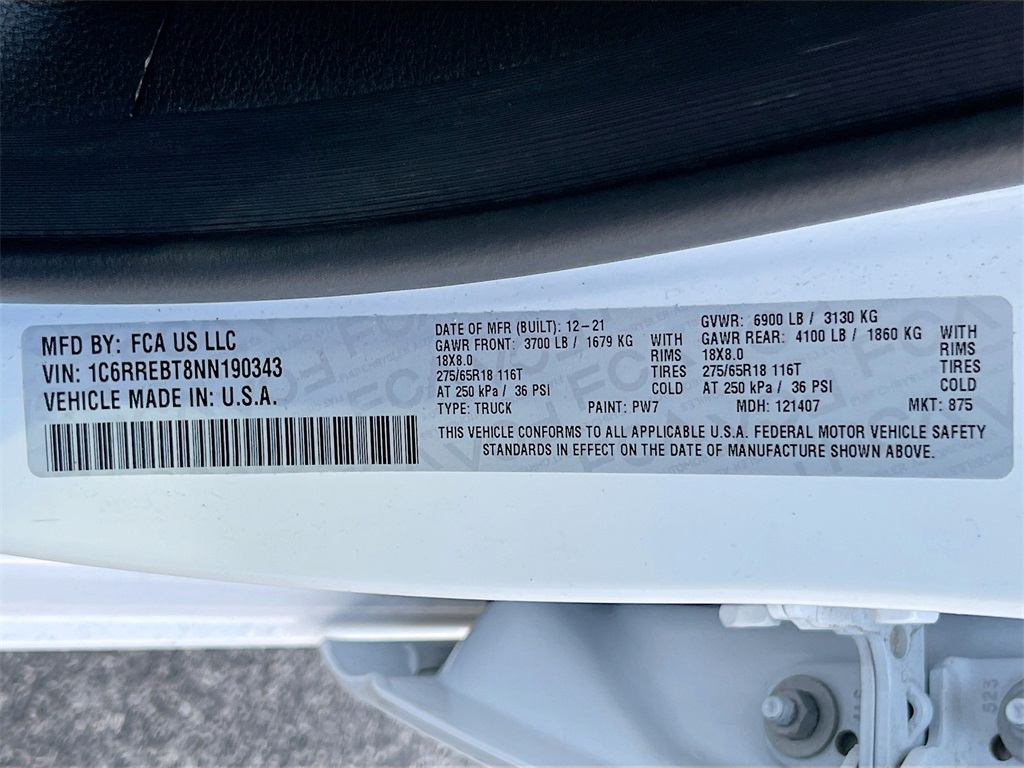 MFD BY: FCA US LLC
VIN: 1C6RREBT8NN190343
VEHICLE MADE IN: U.S.A.
DATE OF MFR (BUILT): 12-21
GAWR FRONT: 3700 LB / 1679 KG WITH
18X8.0 RIMS
275/65R18 116T TIRES
AT 250 kPa / 36 PSI COLD
GVWR: 6900 LB / 3130 KG
GAWR REAR: 4100 LB / 1860 KG WITH
18X8.0 RIMS
275/65R18 116T TIRES
AT 250 kPa / 36 PSI COLD
TYPE: TRUCK PAINT: PW7 MDH: 121407 MKT: 875
THIS VEHICLE CONFORMS TO ALL APPLICABLE U.S.A. FEDERAL MOTOR VEHICLE SAFETY
STANDARDS IN EFFECT ON THE DATE OF MANUFACTURE SHOWN ABOVE.
523